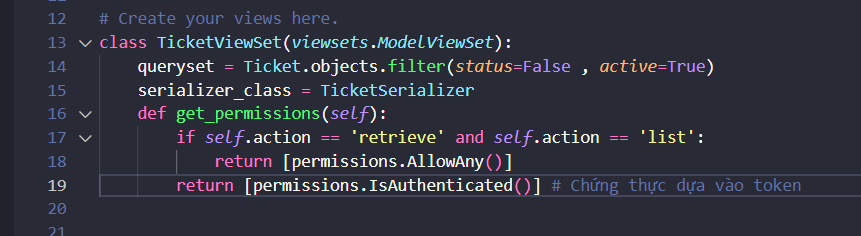 12 # Create your views here.
13 class TicketViewSet(viewsets.ModelViewSet):
14 queryset = Ticket.objects.filter(status=False , active=True)
15 serializer_class = TicketSerializer
16 def get_permissions(self):
17 if self.action == 'retrieve' and self.action == 'list':
18 return [permissions.AllowAny()]
19 return [permissions.IsAuthenticated()] # Chứng thực dựa vào token
20
21